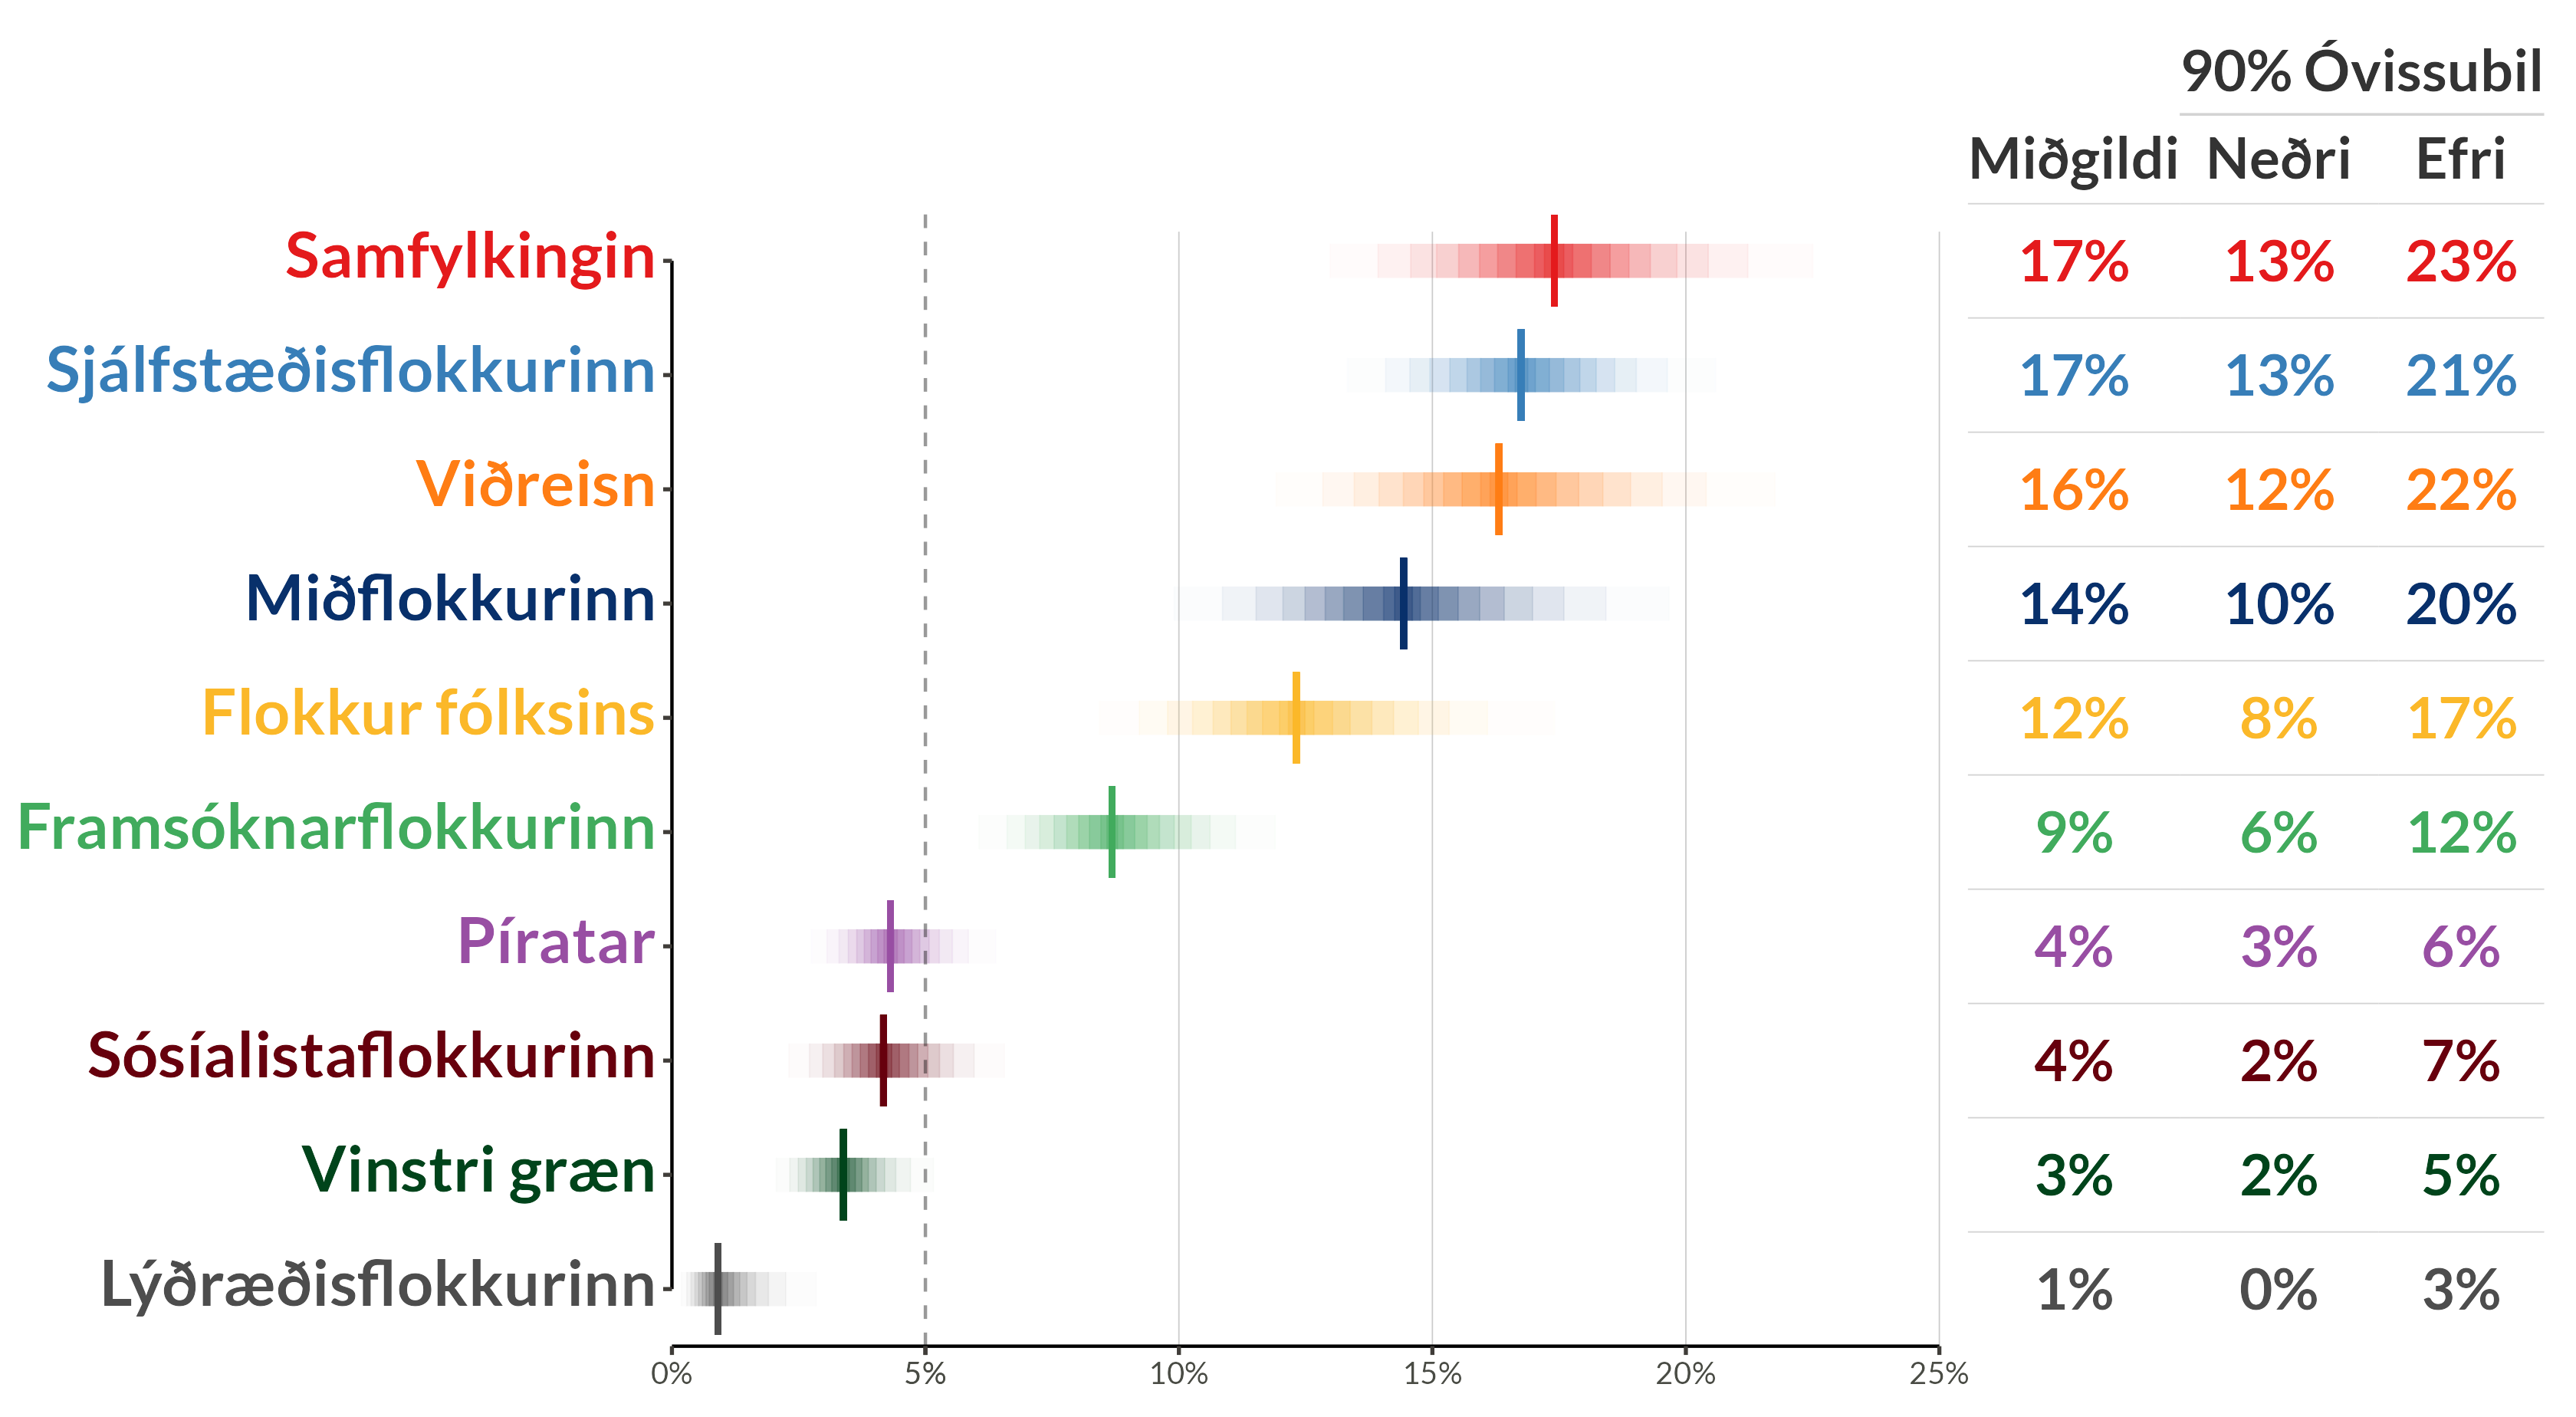 90% Óvissubil
Miðgildi Neðri Efri
Samfylkingin 17% 13% 23%
Sjálfstæðisflokkurinn 17% 13% 21%
Viðreisn 16% 12% 22%
Miðflokkurinn 14% 10% 20%
Flokkur fólksins 12% 8% 17%
Framsóknarflokkurinn 9% 6% 12%
Píratar 4% 3% 6%
Sósíalistaflokkurinn 4% 2% 7%
Vinstri græn 3% 2% 5%
Lýðræðisflokkurinn 1% 0% 3%
0% 5% 10% 15% 20% 25%